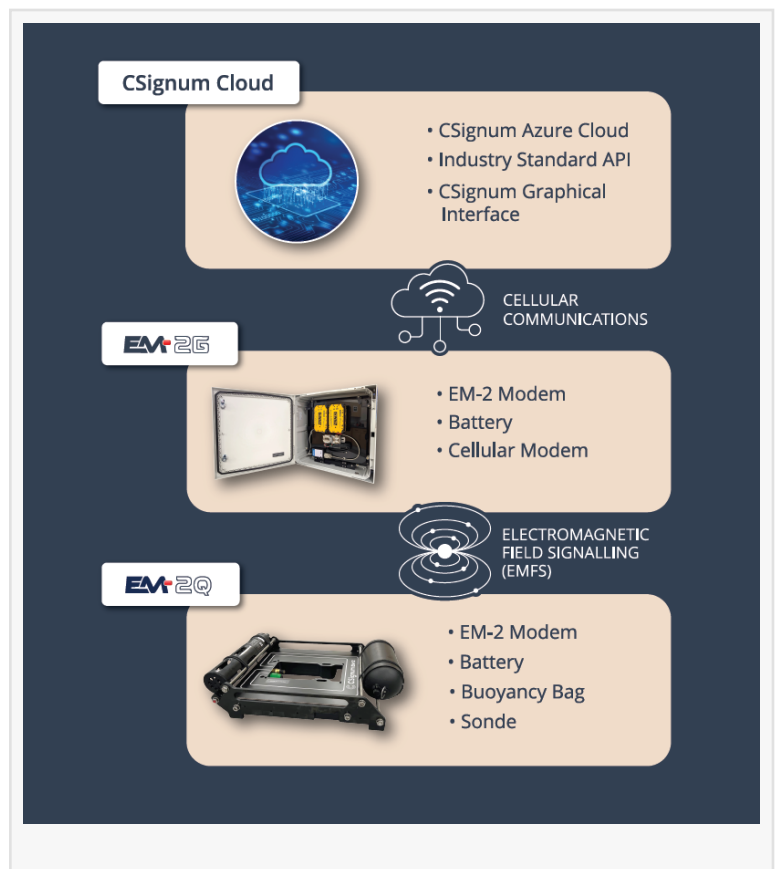 CSignum Cloud
• CSignum Azure Cloud
• Industry Standard API
• CSignum Graphical
Interface
CELLULAR
COMMUNICATIONS
EM-2G
• EM-2 Modem
• Battery
• Cellular Modem
ELECTROMAGNETIC
FIELD SIGNALLING
(EMFS)
EM-2Q
• EM-2 Modem
• Battery
• Buoyancy Bag
• Sonde
CSignum